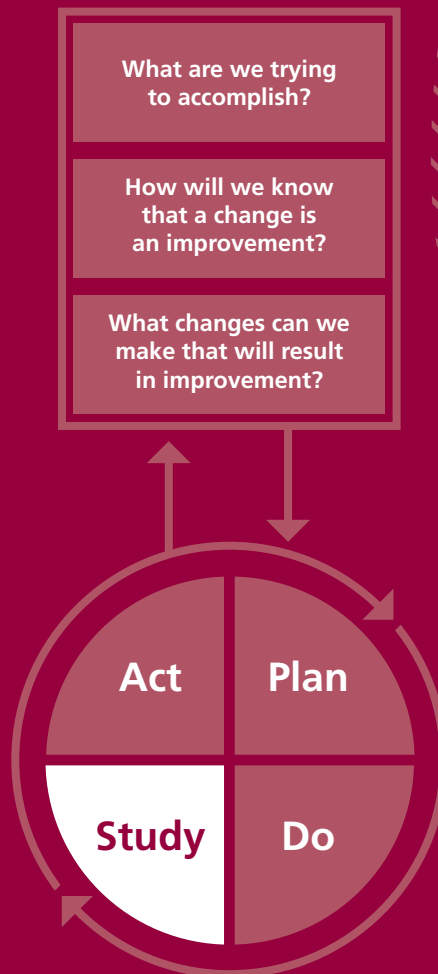 What are we trying
to accomplish?
How will we know
that a change is
an improvement?
What changes can we
make that will result
in improvement?
Act
Plan
Study
Do